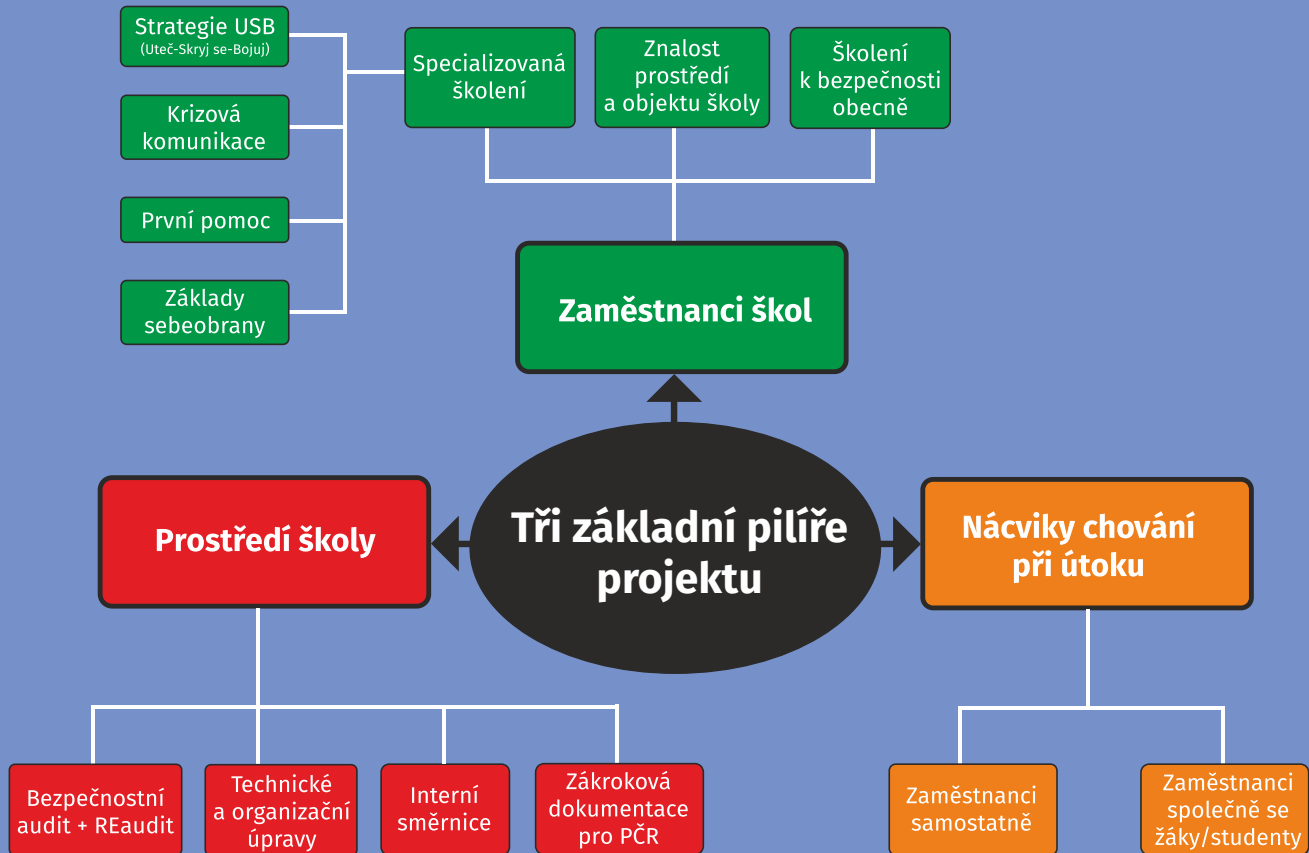 Strategie USB
(Uteč-Skryj se-Bojuj)
Krizová
komunikace
První pomoc
Základy
sebeobrany
Specializovaná
školení
Znalost
prostředí
a objektu školy
Školení
k bezpečnosti
obecně
Zaměstnanci škol
Tři základní pilíře
projektu
Prostředí školy
Nácviky chování
při útoku
Bezpečnostní
audit + REaudit
Technické
a organizační
úpravy
Interní
směrnice
Zákroková
dokumentace
pro PČR
Zaměstnanci
samostatně
Zaměstnanci
společně se
žáky/studenty